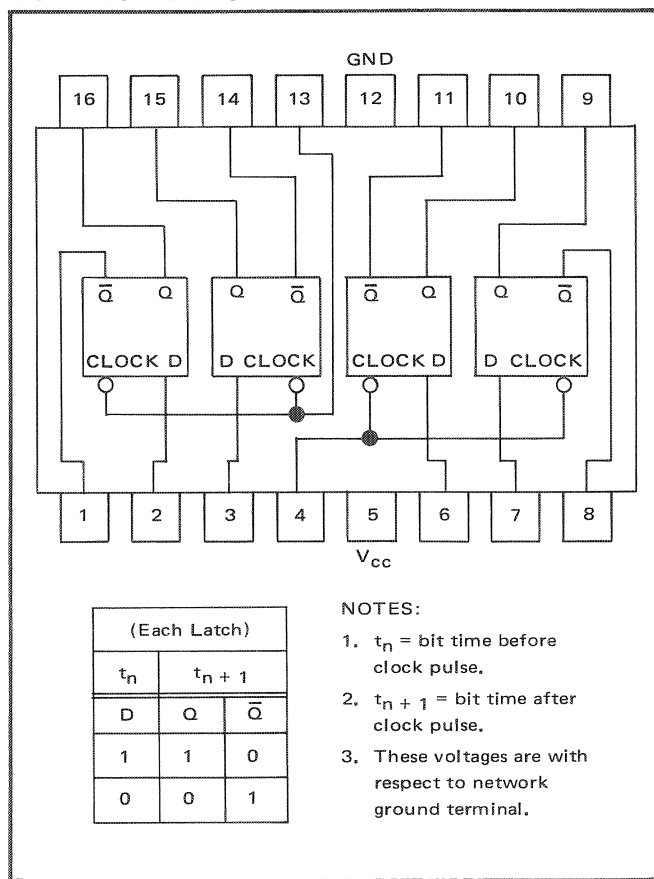 GND
16 15 14 13 12 11 10 9
Q̅ Q Q Q̅ Q̅ Q Q Q̅
CLOCK D D CLOCK CLOCK D D CLOCK
1 2 3 4 5 6 7 8
Vcc
(Each Latch)
tn tn + 1
D Q Q̅
1 1 0
0 0 1
NOTES:
1. tn = bit time before
clock pulse.
2. tn + 1 = bit time after
clock pulse.
3. These voltages are with
respect to network
ground terminal.